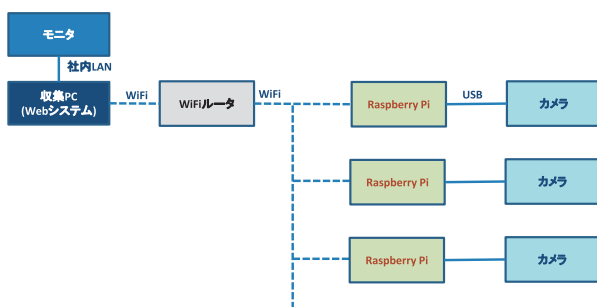 モニタ
社内LAN
収集PC
(Webシステム)
WiFi
WiFiルータ
WiFi
Raspberry Pi
USB
カメラ
Raspberry Pi
カメラ
Raspberry Pi
カメラ